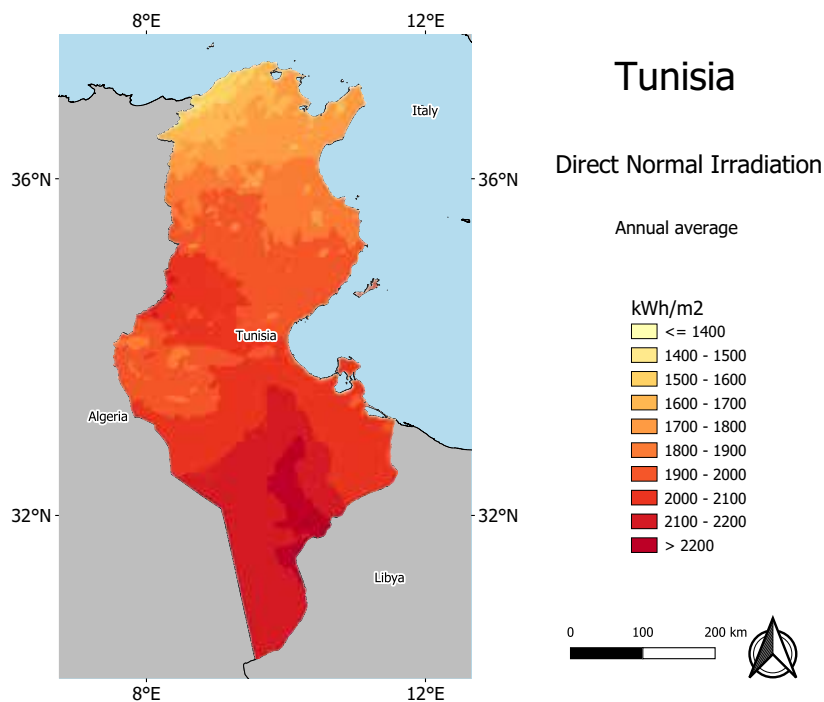 8°E
12°E
Tunisia
Italy
Direct Normal Irradiation
36°N
36°N
Annual average
kWh/m2
<= 1400
1400 - 1500
1500 - 1600
1600 - 1700
1700 - 1800
1800 - 1900
1900 - 2000
2000 - 2100
2100 - 2200
> 2200
Tunisia
Algeria
32°N
32°N
Libya
0
100
200 km
8°E
12°E